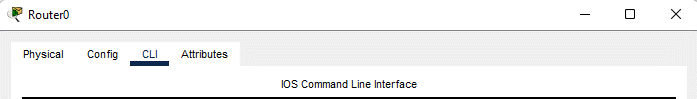 Router0
Physical Config CLI Attributes
IOS Command Line Interface